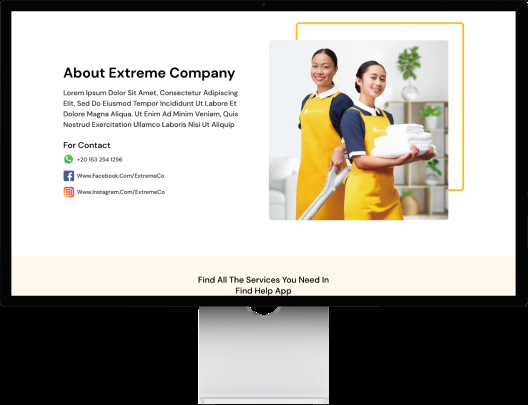 About Extreme Company
Lorem Ipsum Dolor Sit Amet, Consectetur Adipiscing
Elit, Sed Do Eiusmod Tempor Incididunt Ut Labore Et
Dolore Magna Aliqua. Ut Enim Ad Minim Veniam, Quis
Nostrud Exercitation Ullamco Laboris Nisi Ut Aliquip
For Contact
+20 153 254 1256
Www.Facebook.Com/ExtremeCo
Www.Instagram.Com/ExtremeCo
Find All The Services You Need In
Find Help App